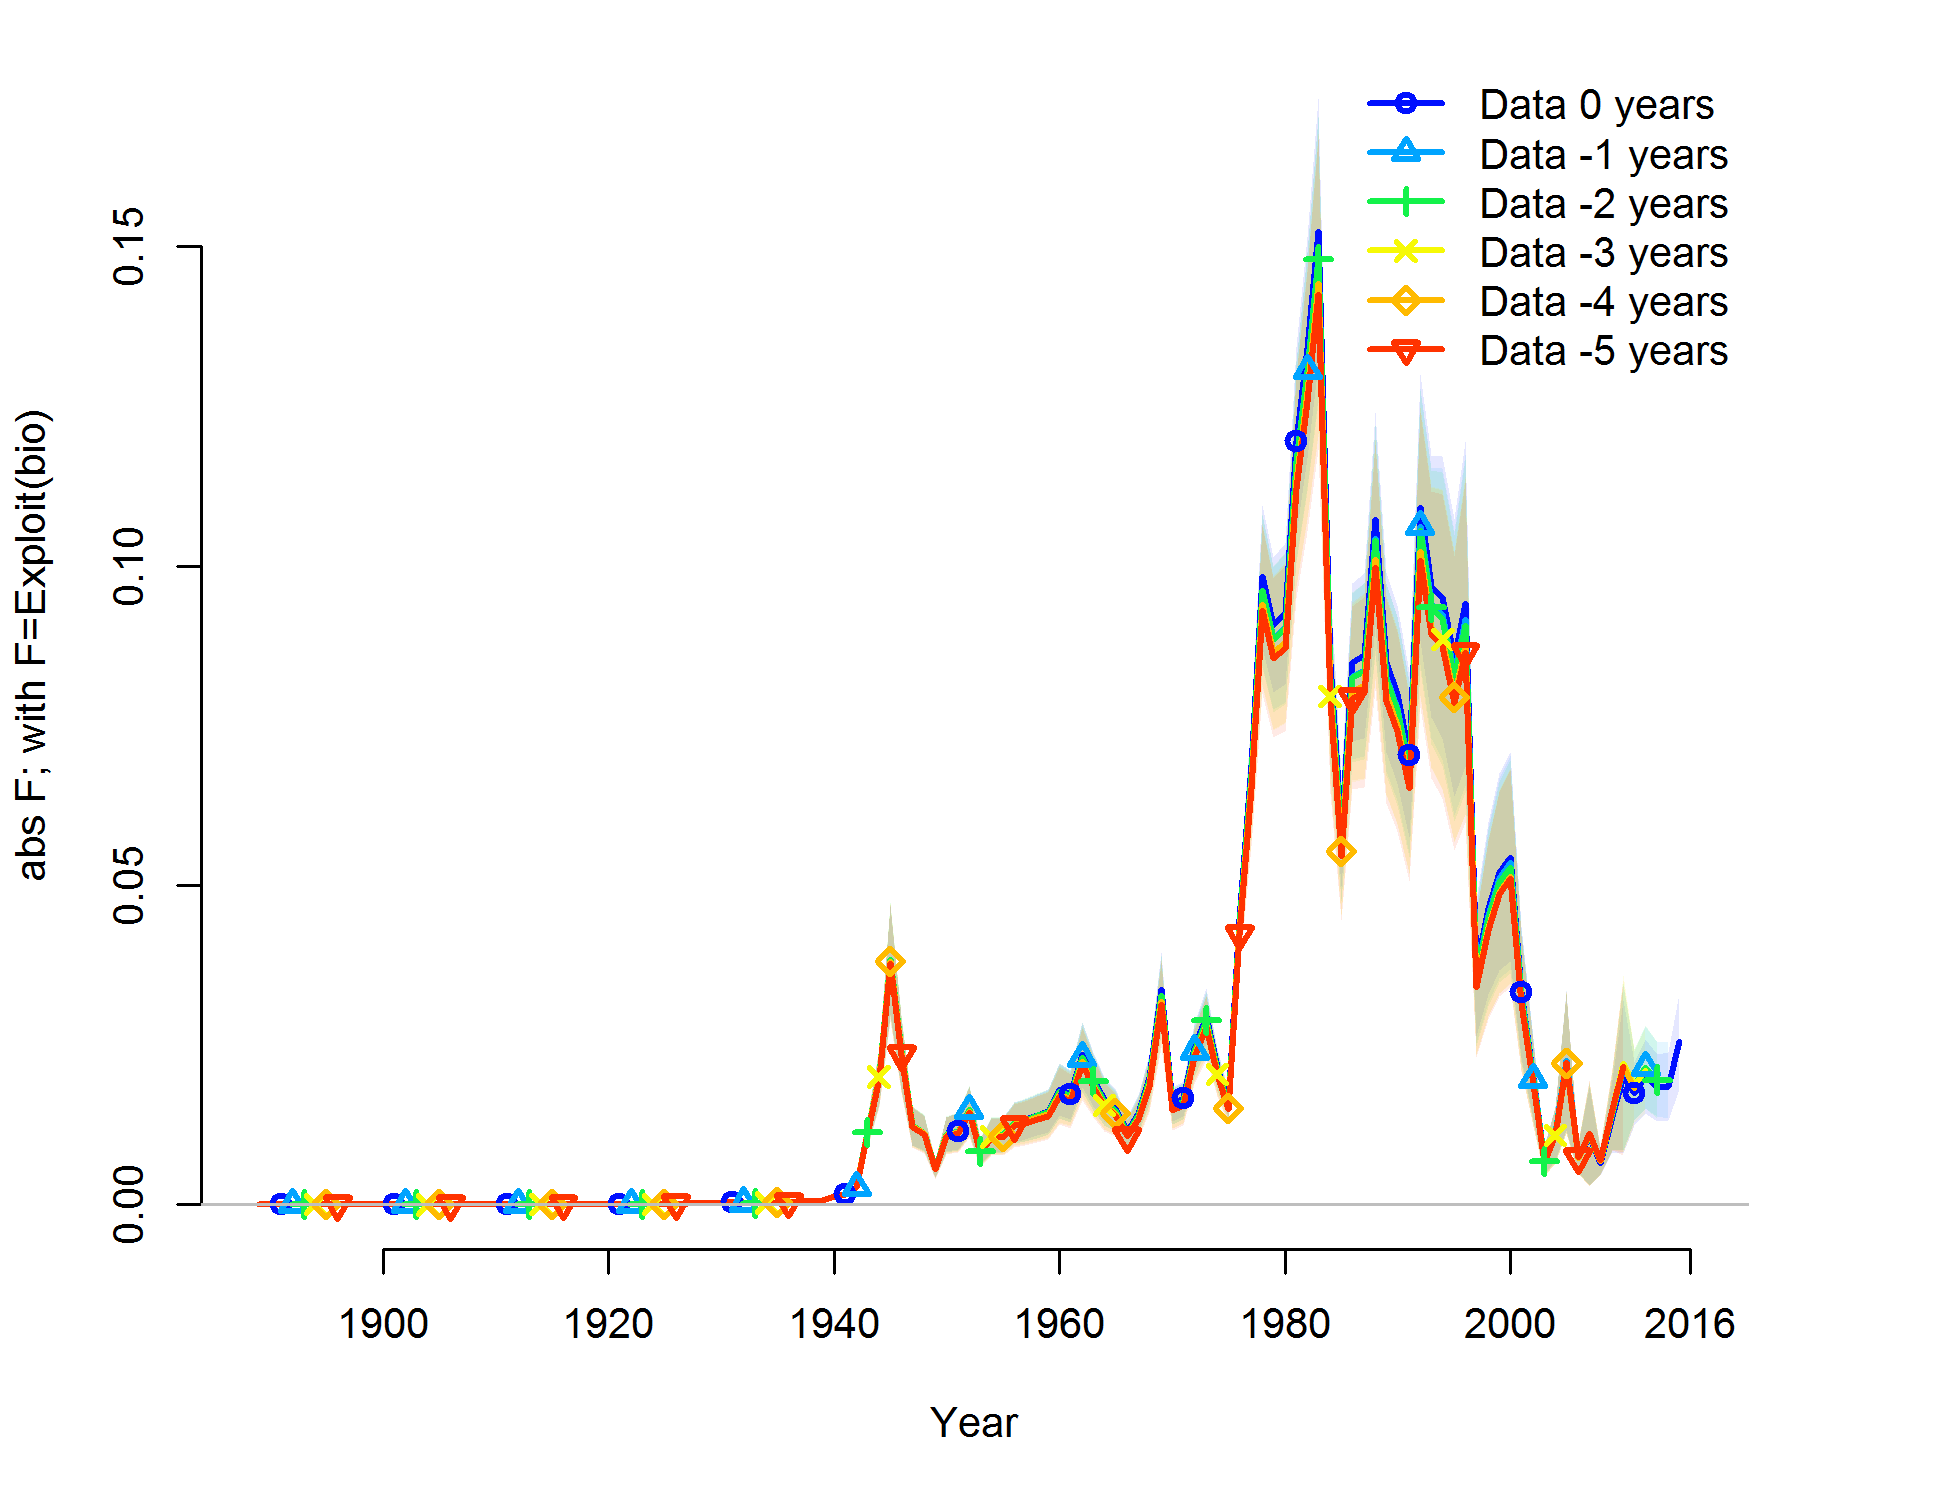 Data 0 years
Data -1 years
Data -2 years
Data -3 years
Data -4 years
Data -5 years
abs F; with F=Exploit(bio)
0.15
0.10
0.05
0.00
1900 1920 1940 1960 1980 2000 2016
Year